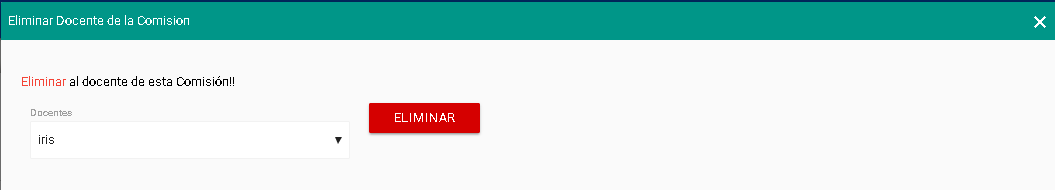 Eliminar Docente de la Comision
Eliminar al docente de esta Comisión!!
Docentes
iris
ELIMINAR